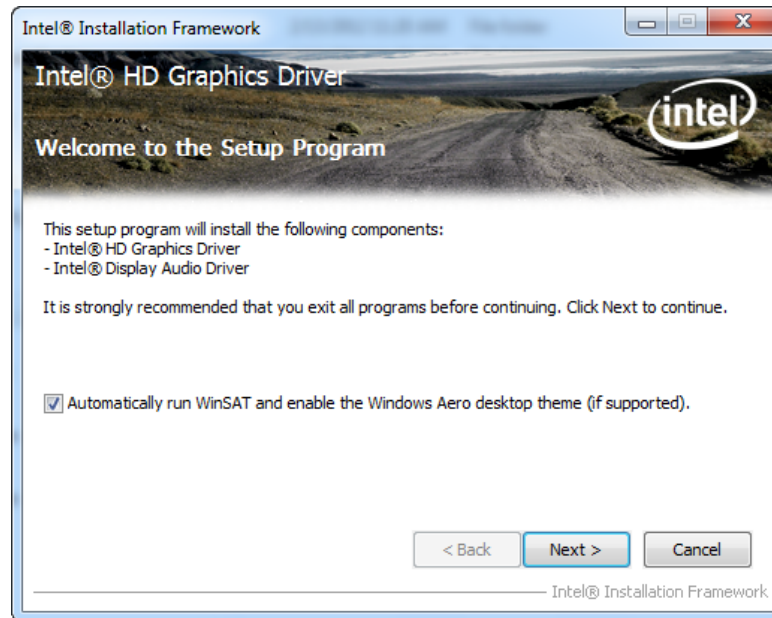 Intel® Installation Framework
Intel® HD Graphics Driver
intel
Welcome to the Setup Program
This setup program will install the following components:
- Intel® HD Graphics Driver
- Intel® Display Audio Driver
It is strongly recommended that you exit all programs before continuing. Click Next to continue.
Automatically run WinSAT and enable the Windows Aero desktop theme (if supported).
< Back Next > Cancel
Intel® Installation Framework